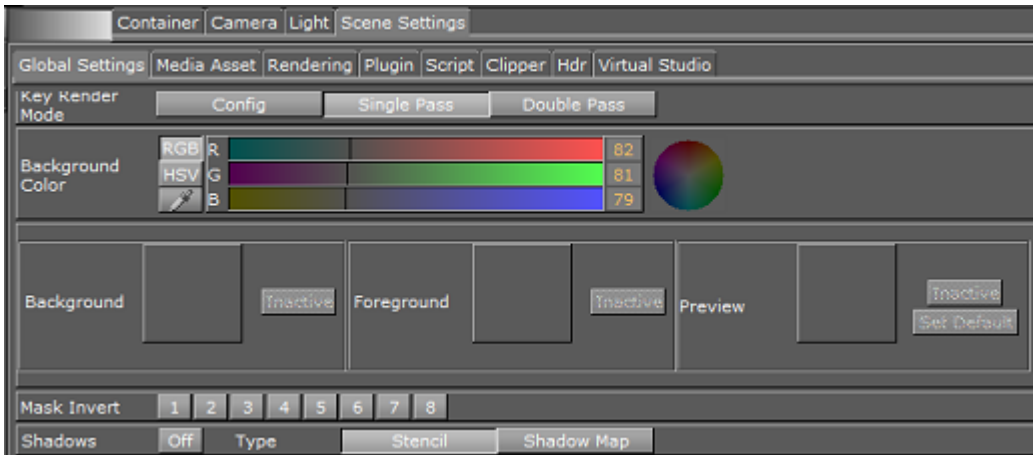 Container Camera Light Scene Settings
Global Settings Media Asset Rendering Plugin Script Clipper Hdr Virtual Studio
Key Render Mode Config Single Pass Double Pass
RGB R 82
Background Color HSV G 81
B 79
Background Inactive Foreground Inactive Preview Inactive
Set Default
Mask Invert 1 2 3 4 5 6 7 8
Shadows Off Type Stencil Shadow Map